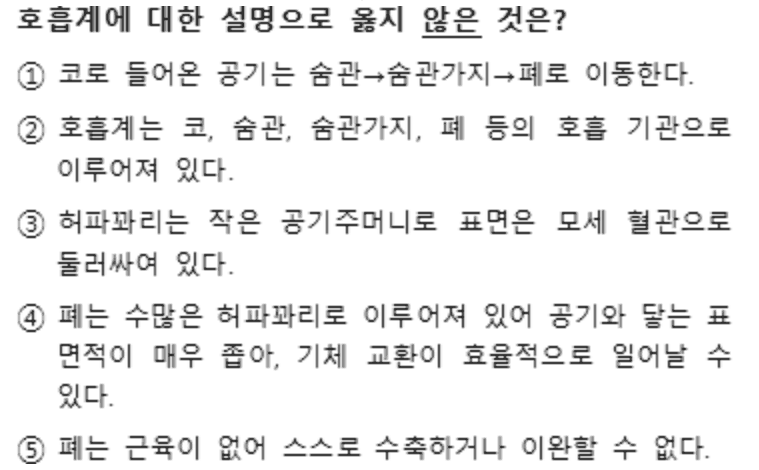 호흡계에 대한 설명으로 옳지 않은 것은?
① 코로 들어온 공기는 숨관→숨관가지→폐로 이동한다.
② 호흡계는 코, 숨관, 숨관가지, 폐 등의 호흡 기관으로
이루어져 있다.
③ 허파꽈리는 작은 공기주머니로 표면은 모세 혈관으로
둘러싸여 있다.
④ 폐는 수많은 허파꽈리로 이루어져 있어 공기와 닿는 표
면적이 매우 좁아, 기체 교환이 효율적으로 일어날 수
있다.
⑤ 폐는 근육이 없어 스스로 수축하거나 이완할 수 없다.